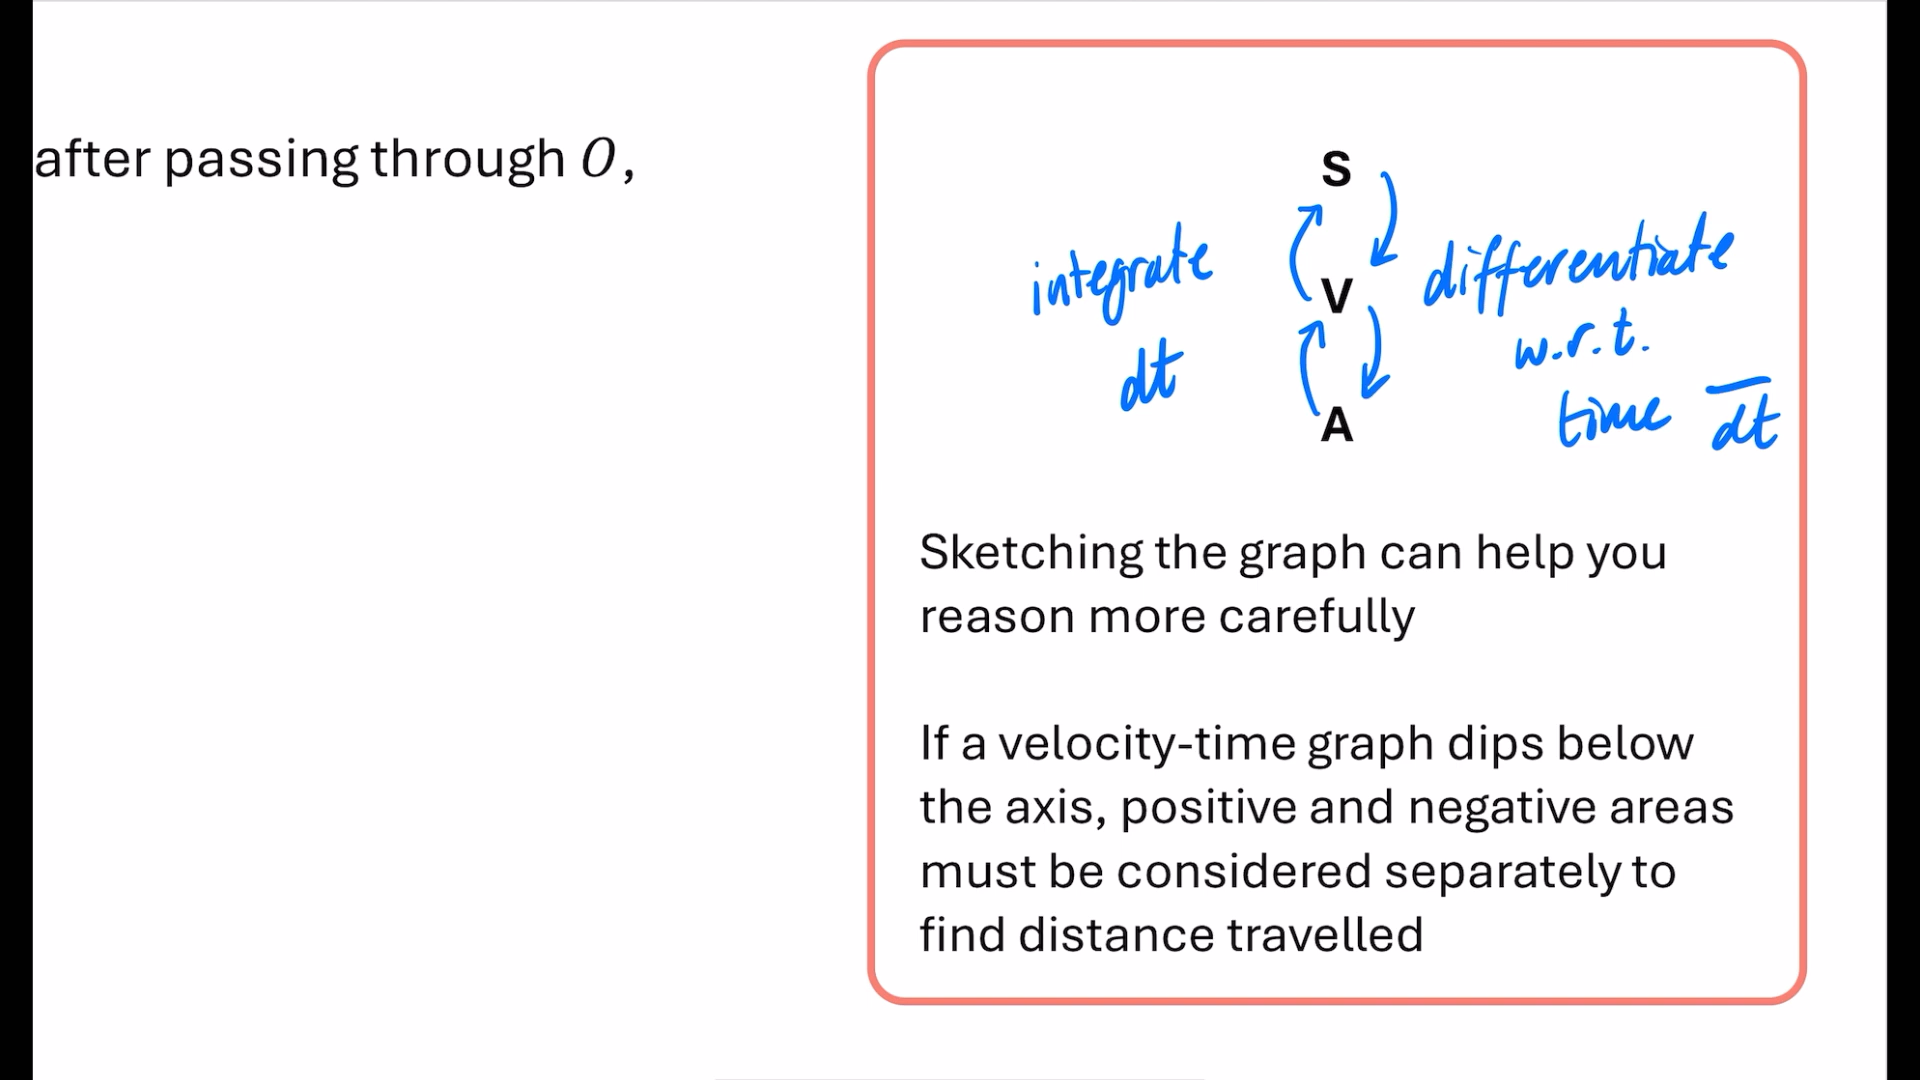 after passing through O,
S
integrate
differentiate
V
w.r.t.
dt
time
dt
A
Sketching the graph can help you
reason more carefully
If a velocity-time graph dips below
the axis, positive and negative areas
must be considered separately to
find distance travelled